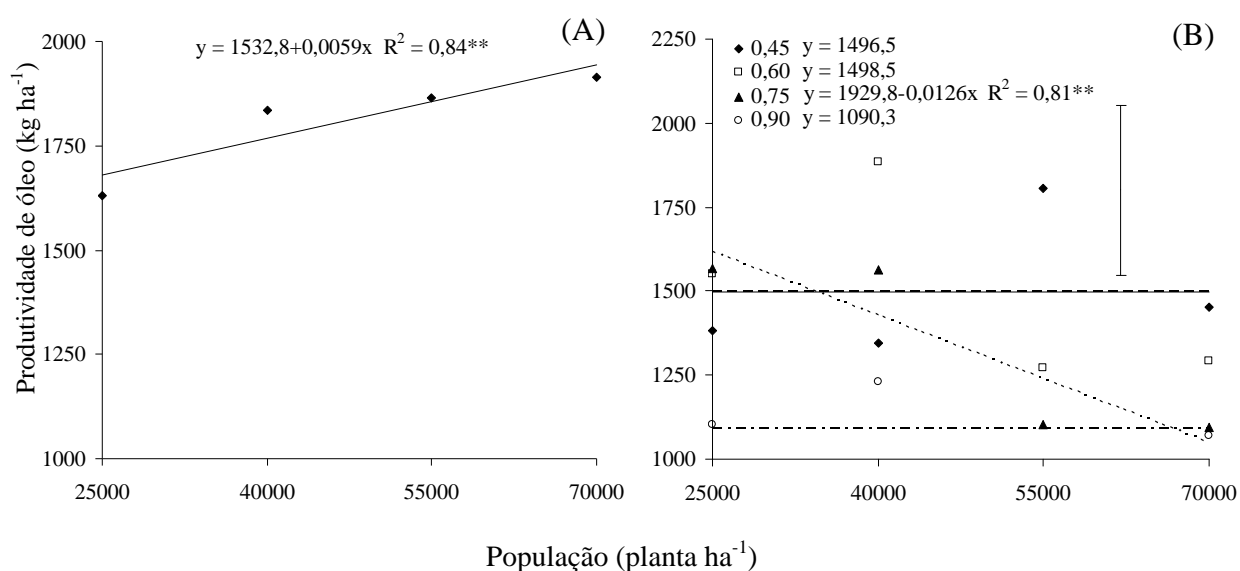 (A)
y = 1532,8+0,0059x R² = 0,84**
Produtividade de óleo (kg ha⁻¹)
2000
1750
1500
1250
1000
25000 40000 55000 70000
(B)
0,45 y = 1496,5
0,60 y = 1498,5
0,75 y = 1929,8-0,0126x R² = 0,81**
0,90 y = 1090,3
2250
2000
1750
1500
1250
1000
25000 40000 55000 70000
População (planta ha⁻¹)